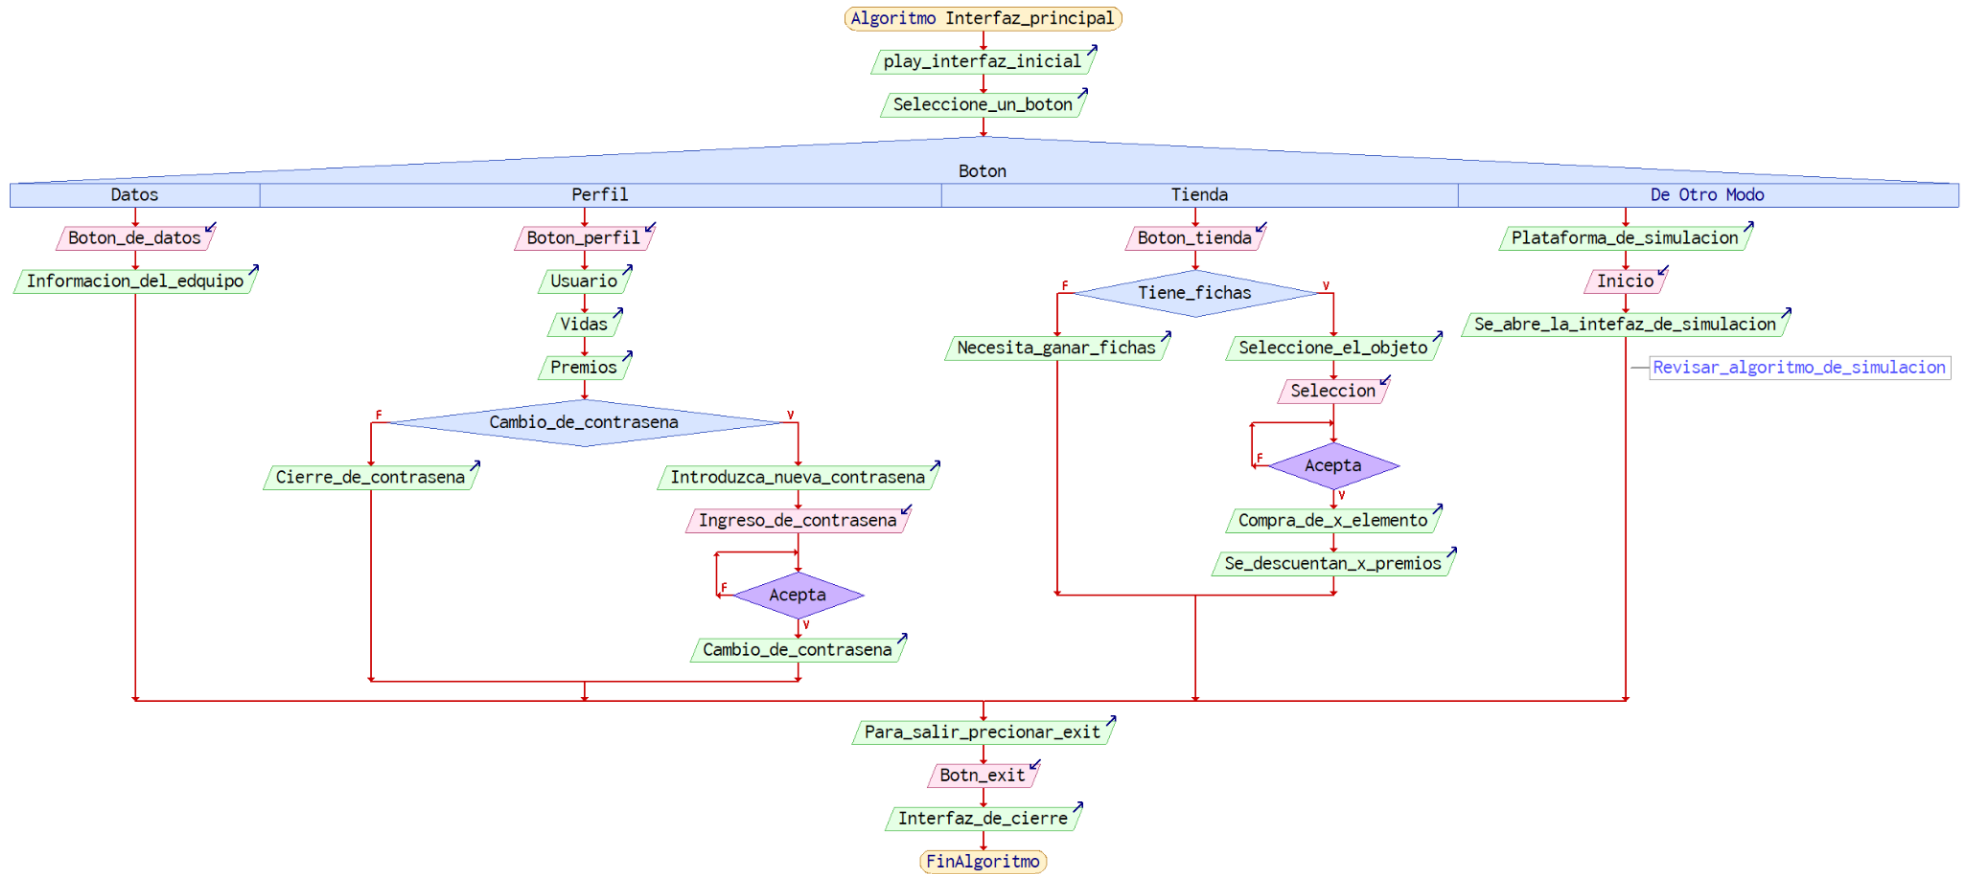 Algoritmo Interfaz_principal
play_interfaz_inicial
Seleccione_un_boton
Boton
Datos
Perfil
Tienda
De Otro Modo
Boton_de_datos
Informacion_del_edquipo
Boton_perfil
Usuario
Vidas
Premios
Cambio_de_contrasena
F
V
Cierre_de_contrasena
Introduzca_nueva_contrasena
Ingreso_de_contrasena
Acepta
F
V
Cambio_de_contrasena
Boton_tienda
Tiene_fichas
F
V
Necesita_ganar_fichas
Seleccione_el_objeto
Seleccion
Acepta
F
V
Compra_de_x_elemento
Se_descuentan_x_premios
Plataforma_de_simulacion
Inicio
Se_abre_la_intefaz_de_simulacion
Revisar_algoritmo_de_simulacion
Para_salir_precionar_exit
Botn_exit
Interfaz_de_cierre
FinAlgoritmo